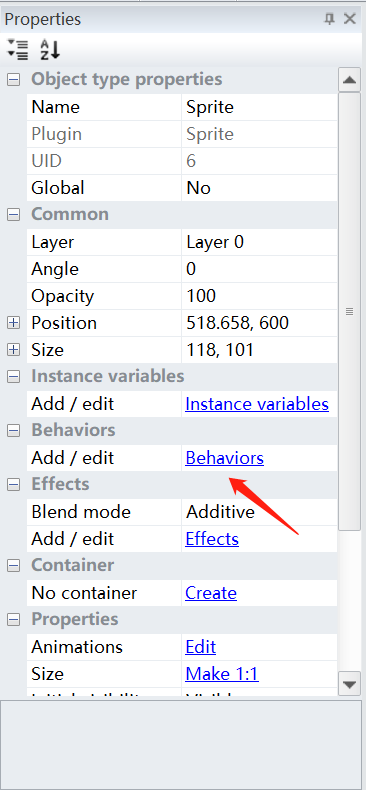 Properties
Object type properties
Name Sprite
Plugin Sprite
UID 6
Global No
Common
Layer Layer 0
Angle 0
Opacity 100
Position 518.658, 600
Size 118, 101
Instance variables
Add / edit Instance variables
Behaviors
Add / edit Behaviors
Effects
Blend mode Additive
Add / edit Effects
Container
No container Create
Properties
Animations Edit
Size Make 1:1